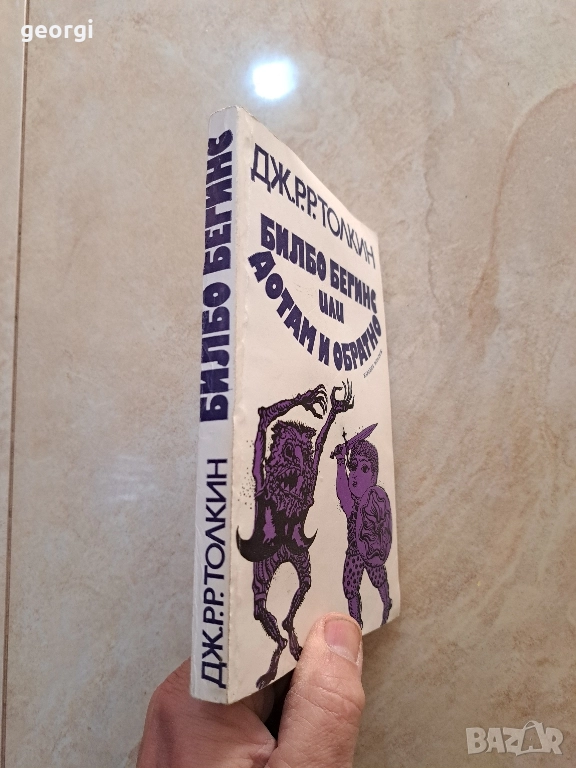 georgi
ДЖ.Р.Р.ТОЛКИН
БИЛБО БЕГИНС
ИЛИ
ДОТАМ И ОБРАТНО
ДЖ.Р.Р.ТОЛКИН БИЛБО БЕГИНС
BAZAR